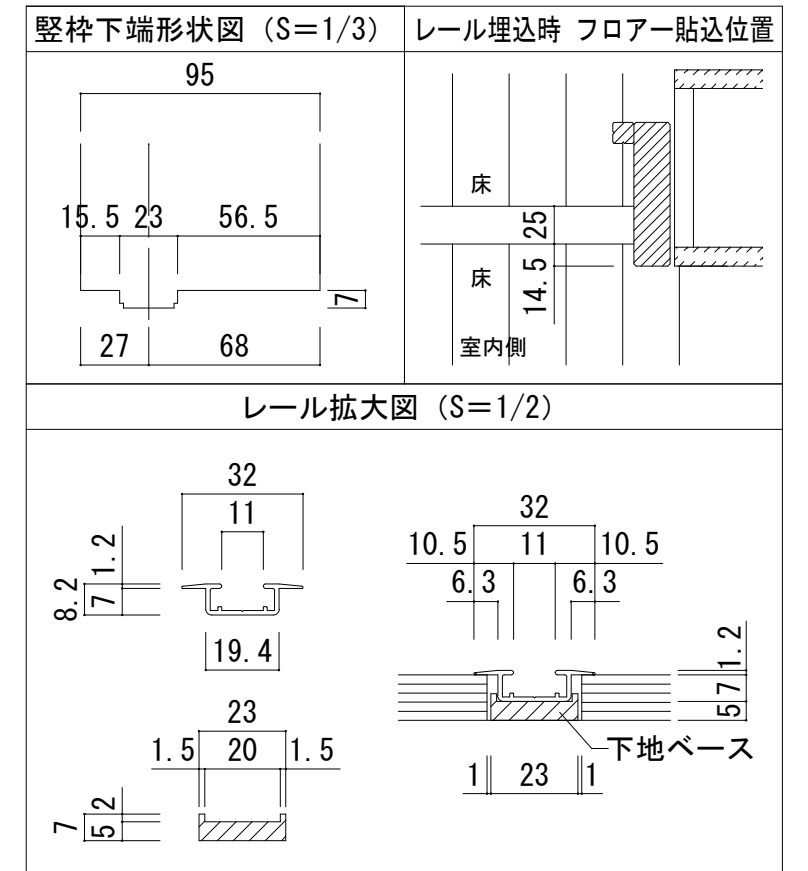 竪枠下端形状図 (S＝1/3)
95
15.5 23 56.5
7
27 68
レール埋込時 フロアー貼込位置
床
25
床
14.5
室内側
レール拡大図 (S＝1/2)
32
11
1.2
8.2
7
19.4
23
1.5 20 1.5
2
7
5
32
10.5 11 10.5
6.3 6.3
1.2
7
5
下地ベース
1 23 1